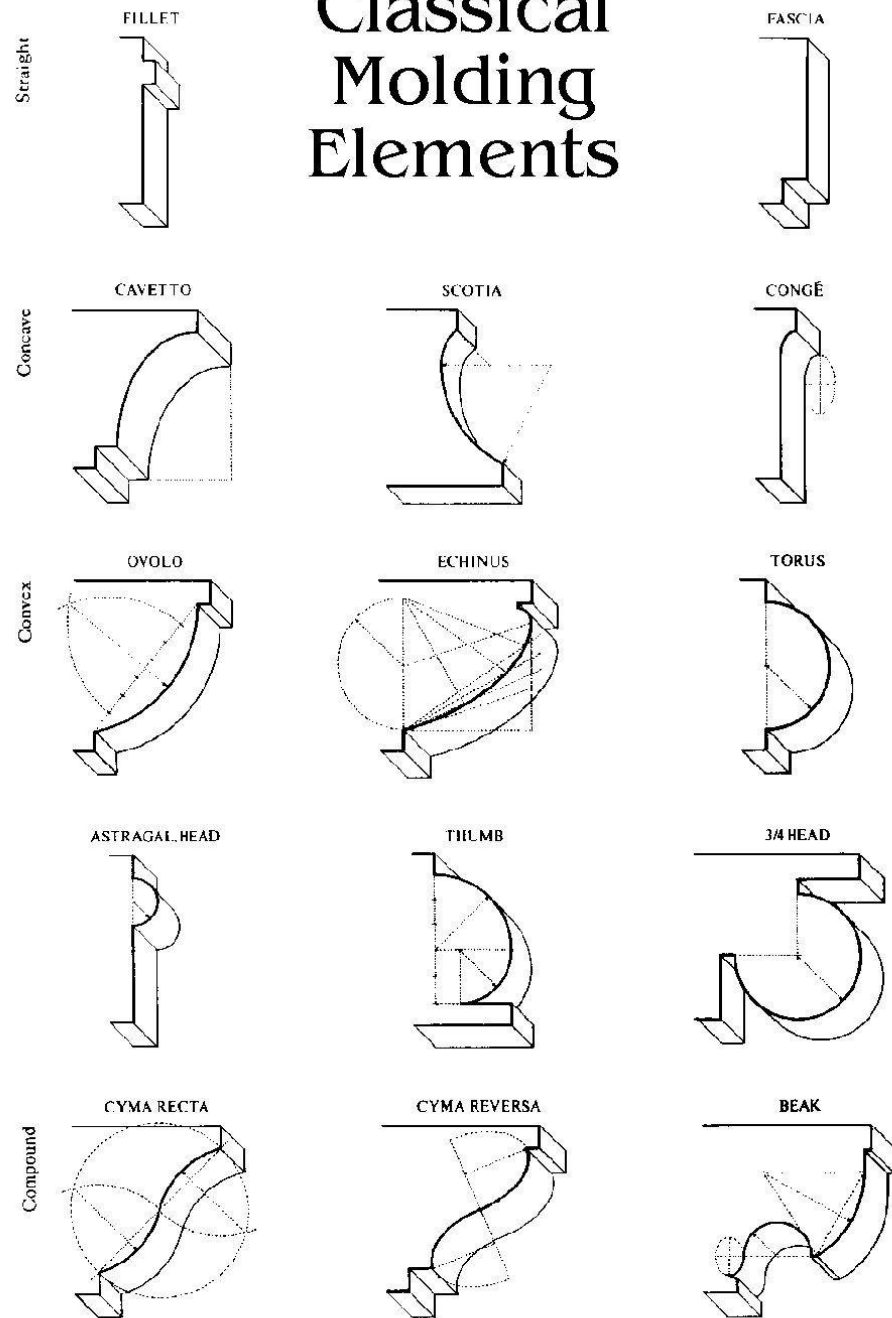 Classical
Molding
Elements
Straight
FILLET
FASCIA
Concave
CAVETTO
SCOTIA
CONGÉ
Convex
OVOLO
ECHINUS
TORUS
ASTRAGAL, HEAD
THUMB
3/4 HEAD
Compound
CYMA RECTA
CYMA REVERSA
BEAK